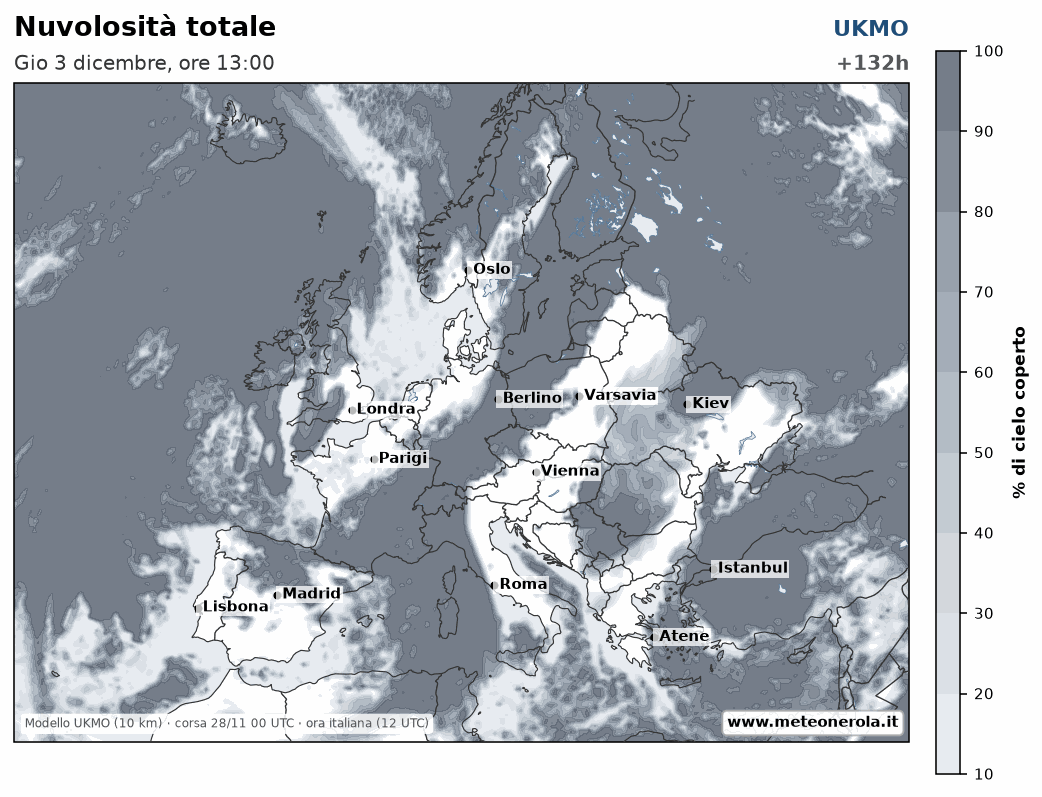 Nuvolosità totale
UKMO
Gio 3 dicembre, ore 13:00
+132h
100
90
80
70
60
50
40
30
20
10
% di cielo coperto
Oslo
Berlino
Varsavia
Kiev
Londra
Parigi
Vienna
Istanbul
Roma
Madrid
Lisbona
Atene
Modello UKMO (10 km) · corsa 28/11 00 UTC · ora italiana (12 UTC)
www.meteonerola.it